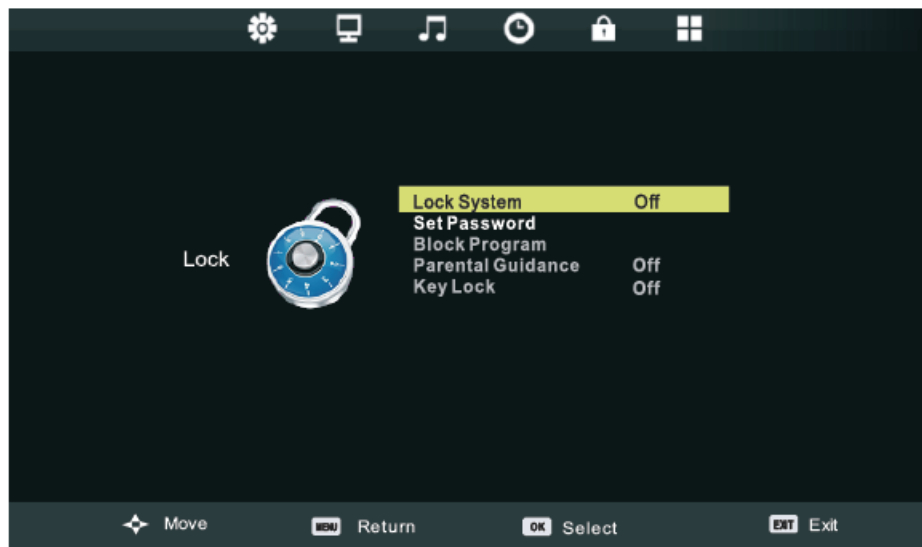 Lock
Lock System Off
Set Password
Block Program
Parental Guidance Off
Key Lock Off
Move MENU Return OK Select EXIT Exit